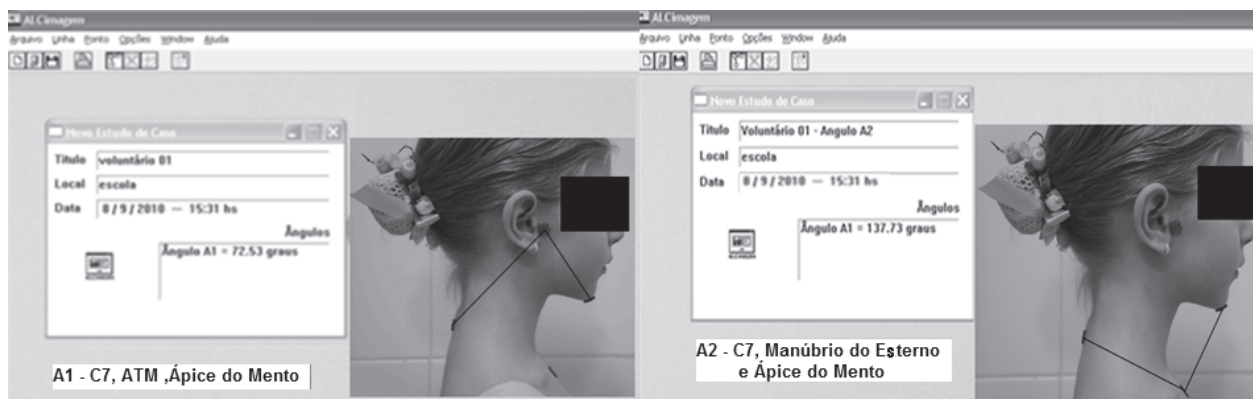 ALCimagem
Arquivo Linha Ponto Opções Window Ajuda
Novo Estudo de Caso
Título voluntário 01
Local escola
Data 8 / 9 / 2010 — 15:31 hs
Ângulos
Ângulo A1 = 72.53 graus
A1 - C7, ATM ,Ápice do Mento
ALCimagem
Arquivo Linha Ponto Opções Window Ajuda
Novo Estudo de Caso
Título Voluntário 01 - Angulo A2
Local escola
Data 8 / 9 / 2010 — 15:31 hs
Ângulos
Ângulo A1 = 137.73 graus
A2 - C7, Manúbrio do Esterno
e Ápice do Mento